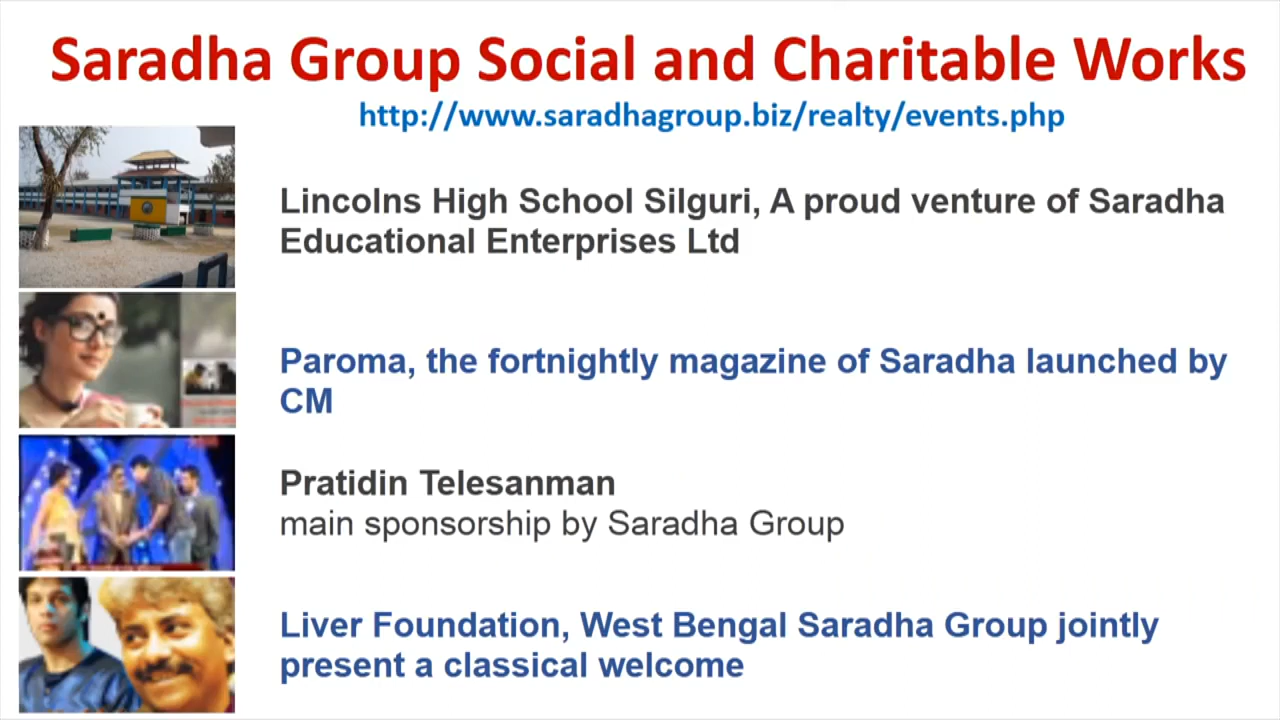 Saradha Group Social and Charitable Works
http://www.saradhagroup.biz/realty/events.php
Lincolns High School Silguri, A proud venture of Saradha
Educational Enterprises Ltd
Paroma, the fortnightly magazine of Saradha launched by
CM
Pratidin Telesanman
main sponsorship by Saradha Group
Liver Foundation, West Bengal Saradha Group jointly
present a classical welcome